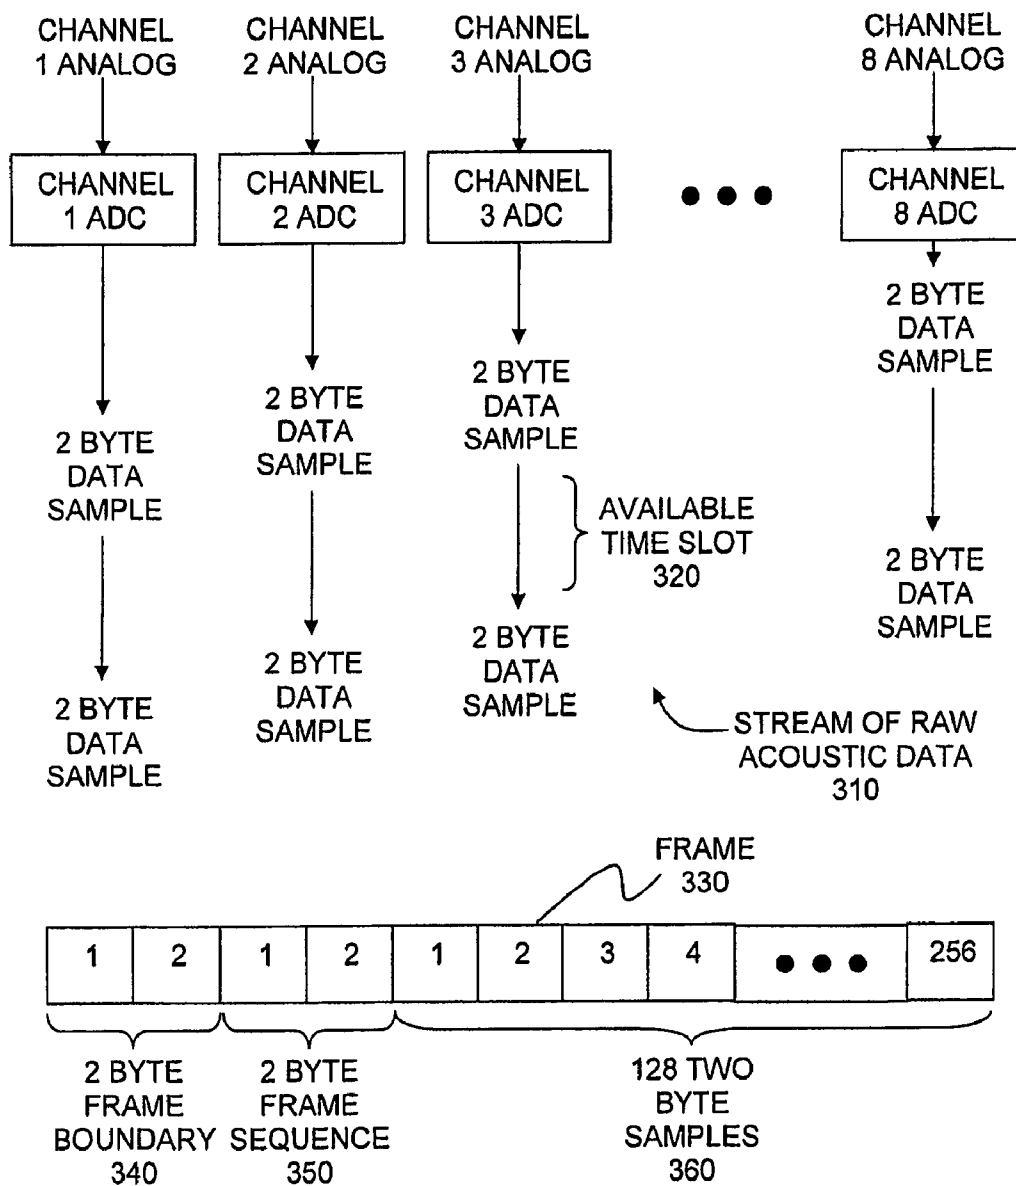 CHANNEL
1 ANALOG
CHANNEL
2 ANALOG
CHANNEL
3 ANALOG
CHANNEL
8 ANALOG
CHANNEL
1 ADC
CHANNEL
2 ADC
CHANNEL
3 ADC
CHANNEL
8 ADC
2 BYTE
DATA
SAMPLE
2 BYTE
DATA
SAMPLE
2 BYTE
DATA
SAMPLE
2 BYTE
DATA
SAMPLE
AVAILABLE
TIME SLOT
320
2 BYTE
DATA
SAMPLE
2 BYTE
DATA
SAMPLE
2 BYTE
DATA
SAMPLE
2 BYTE
DATA
SAMPLE
STREAM OF RAW
ACOUSTIC DATA
310
FRAME
330
1 2 1 2 1 2 3 4 256
2 BYTE
FRAME
BOUNDARY
340
2 BYTE
FRAME
SEQUENCE
350
128 TWO
BYTE
SAMPLES
360